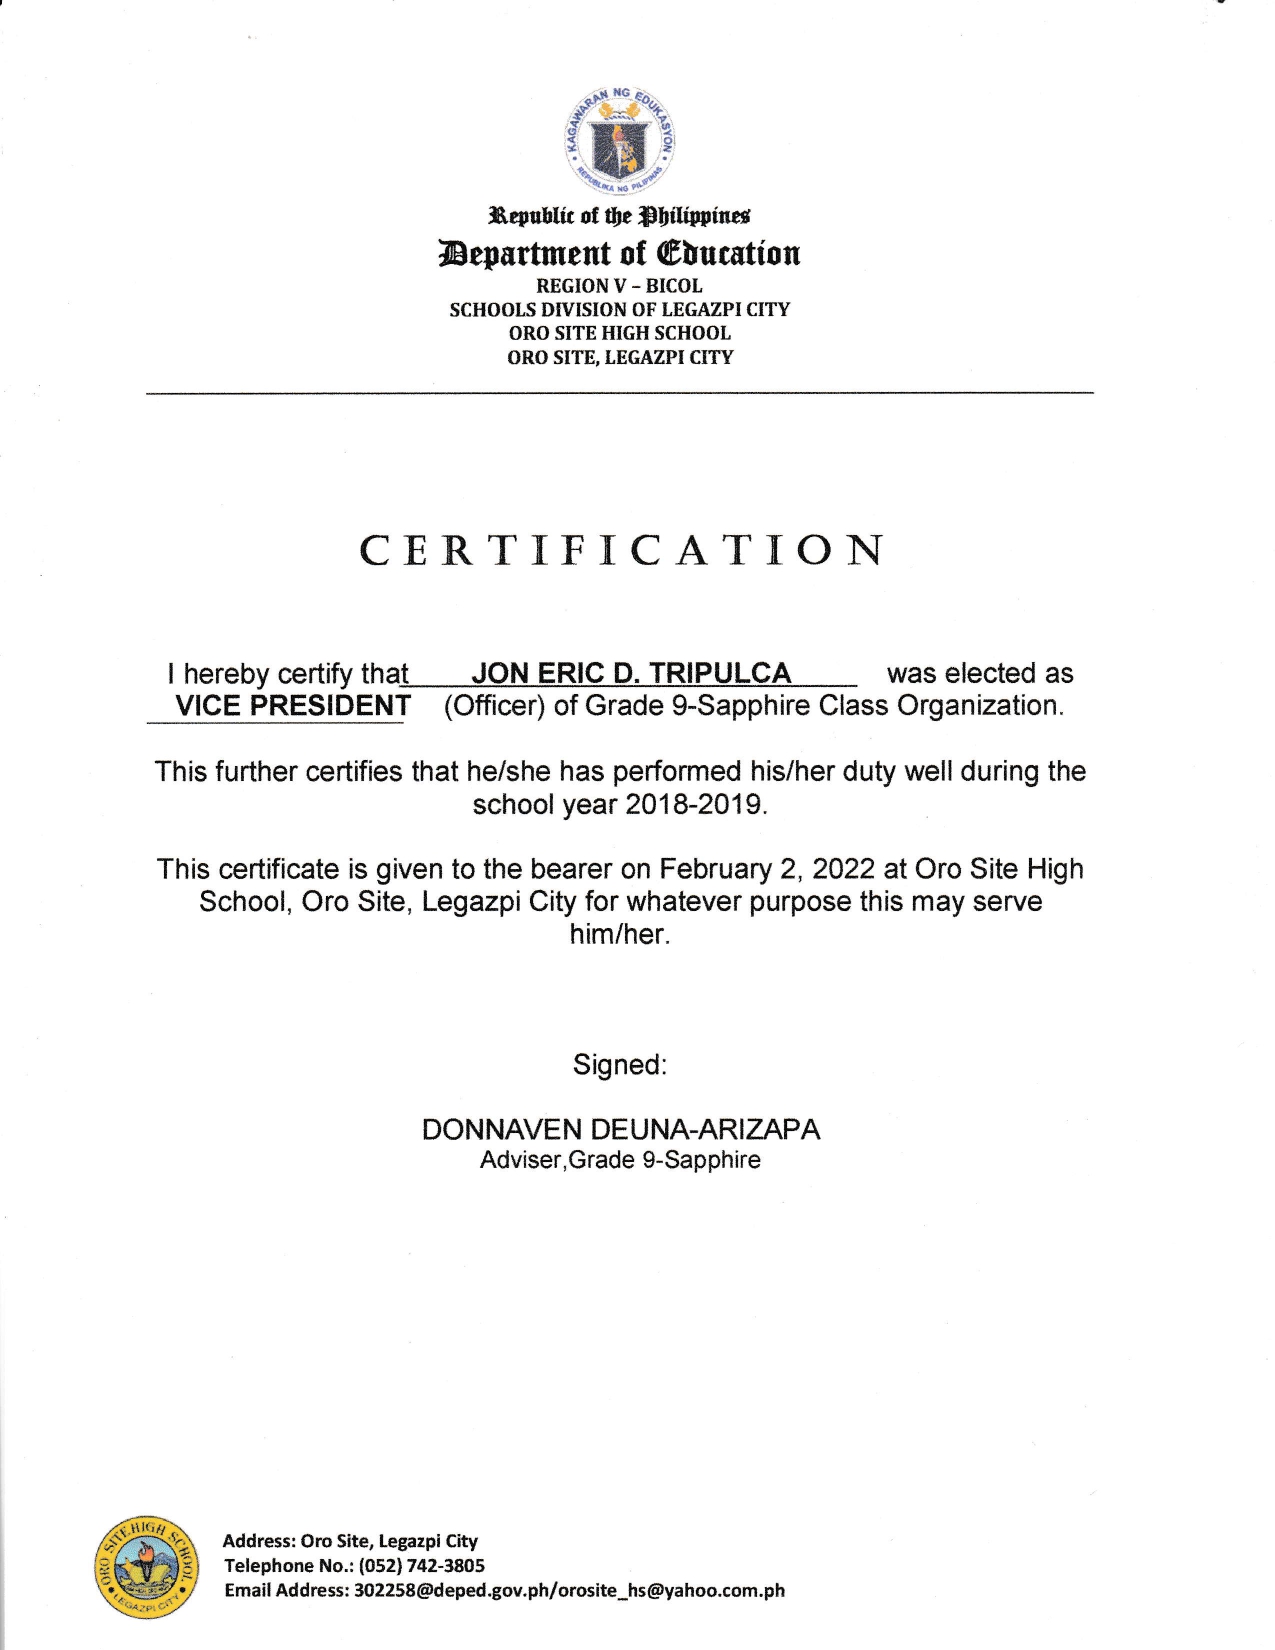 KAGAWARAN NG EDUKASYON
REPUBLIKA NG PILIPINAS
Republic of the Philippines
Department of Education
REGION V – BICOL
SCHOOLS DIVISION OF LEGAZPI CITY
ORO SITE HIGH SCHOOL
ORO SITE, LEGAZPI CITY
CERTIFICATION
I hereby certify that JON ERIC D. TRIPULCA was elected as
VICE PRESIDENT (Officer) of Grade 9-Sapphire Class Organization.
This further certifies that he/she has performed his/her duty well during the
school year 2018-2019.
This certificate is given to the bearer on February 2, 2022 at Oro Site High
School, Oro Site, Legazpi City for whatever purpose this may serve
him/her.
Signed:
DONNAVEN DEUNA-ARIZAPA
Adviser,Grade 9-Sapphire
ORO SITE HIGH SCHOOL
LEGAZPI CITY
Address: Oro Site, Legazpi City
Telephone No.: (052) 742-3805
Email Address: 302258@deped.gov.ph/orosite_hs@yahoo.com.ph